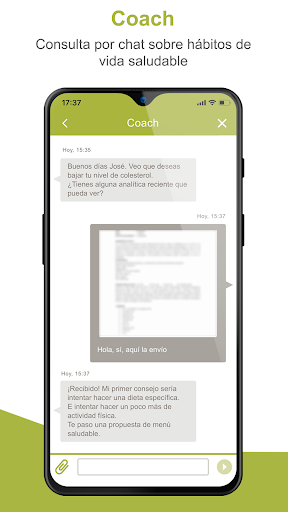 Coach
Consulta por chat sobre hábitos de
vida saludable
17:37
Coach
Hoy, 15:35
Buenos días José. Veo que deseas
bajar tu nivel de colesterol.
¿Tienes alguna analítica reciente que
pueda ver?
Hoy, 15:37
Hola, sí, aquí la envío
Hoy, 15:37
¡Recibido! Mi primer consejo sería
intentar hacer una dieta específica.
E intentar hacer un poco más de
actividad física.
Te paso una propuesta de menú
saludable.